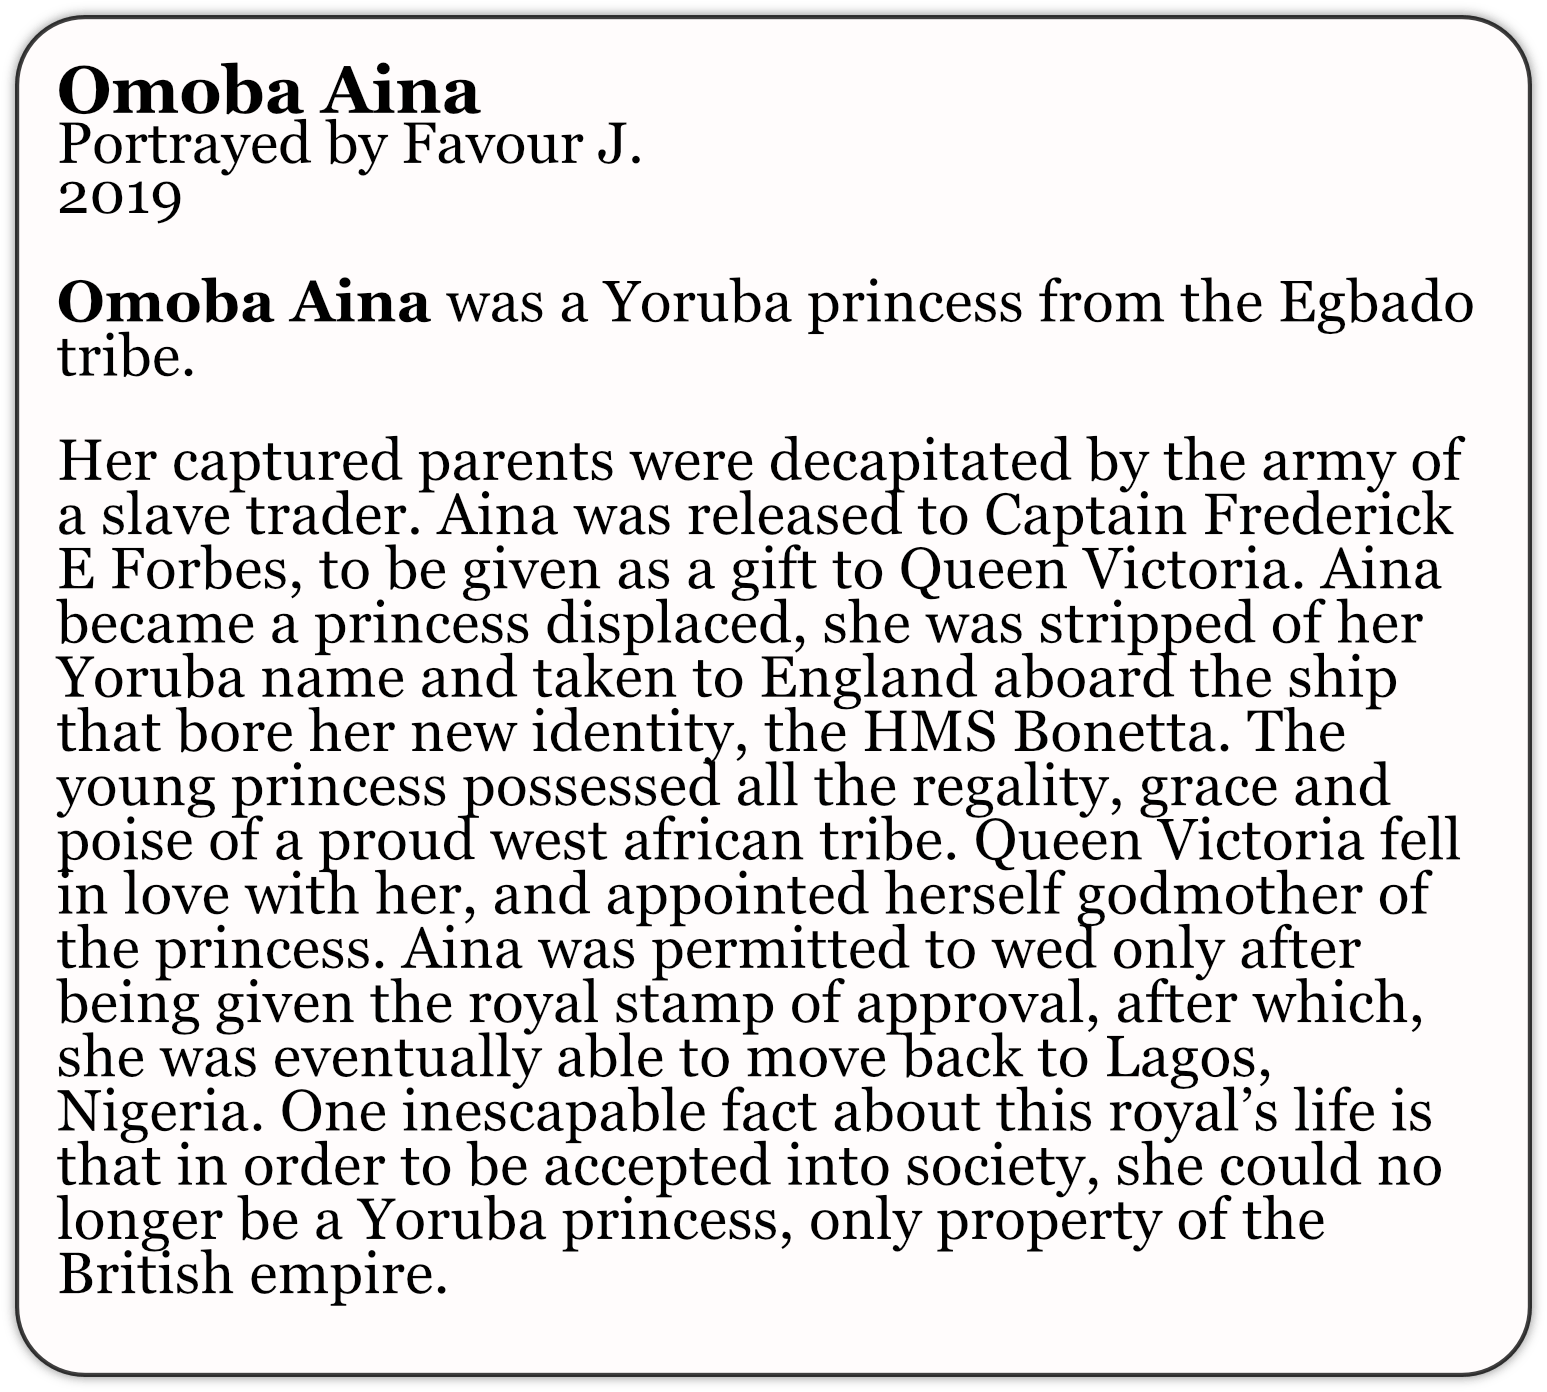 Omoba Aina
Portrayed by Favour J.
2019
Omoba Aina was a Yoruba princess from the Egbado
tribe.
Her captured parents were decapitated by the army of
a slave trader. Aina was released to Captain Frederick
E Forbes, to be given as a gift to Queen Victoria. Aina
became a princess displaced, she was stripped of her
Yoruba name and taken to England aboard the ship
that bore her new identity, the HMS Bonetta. The
young princess possessed all the regality, grace and
poise of a proud west african tribe. Queen Victoria fell
in love with her, and appointed herself godmother of
the princess. Aina was permitted to wed only after
being given the royal stamp of approval, after which,
she was eventually able to move back to Lagos,
Nigeria. One inescapable fact about this royal’s life is
that in order to be accepted into society, she could no
longer be a Yoruba princess, only property of the
British empire.